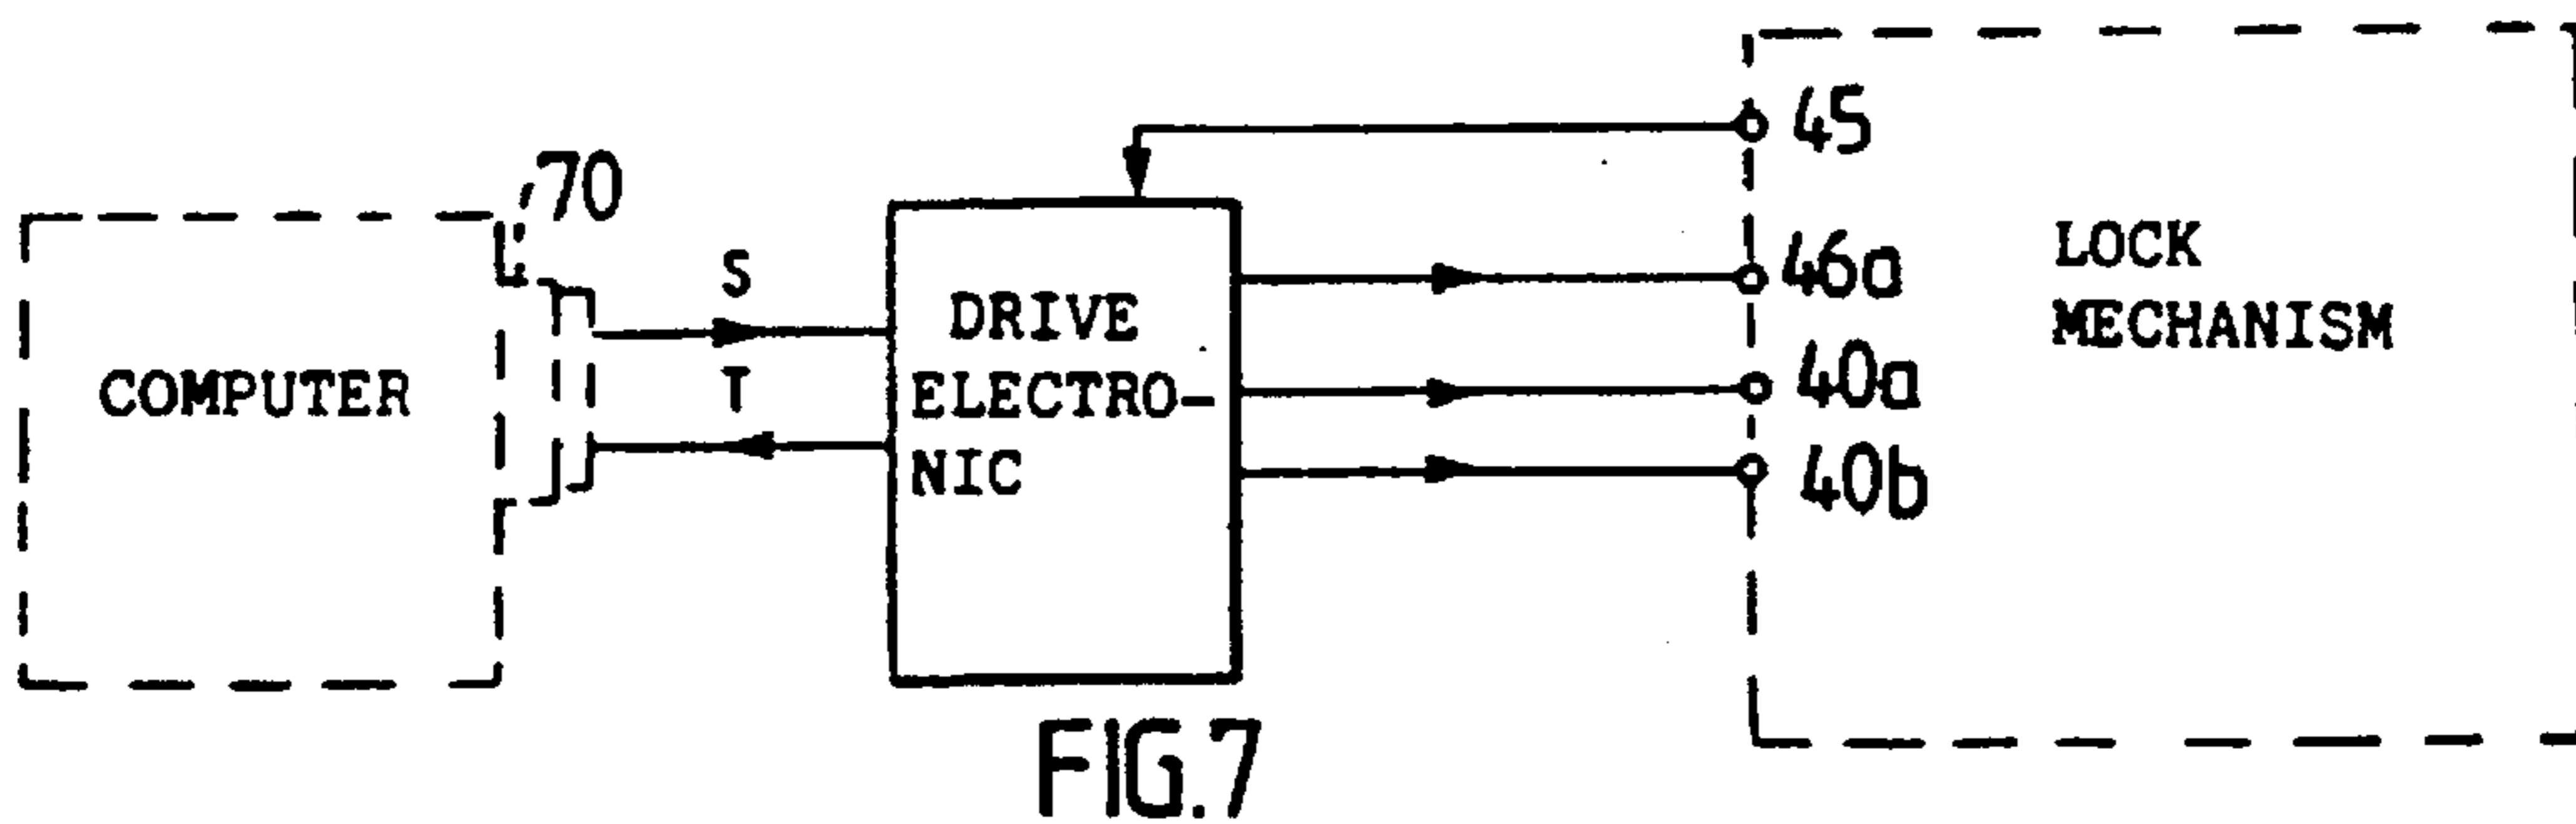 70
COMPUTER
S
T
DRIVE
ELECTRO-
NIC
45
46a
40a
40b
LOCK
MECHANISM
FIG.7